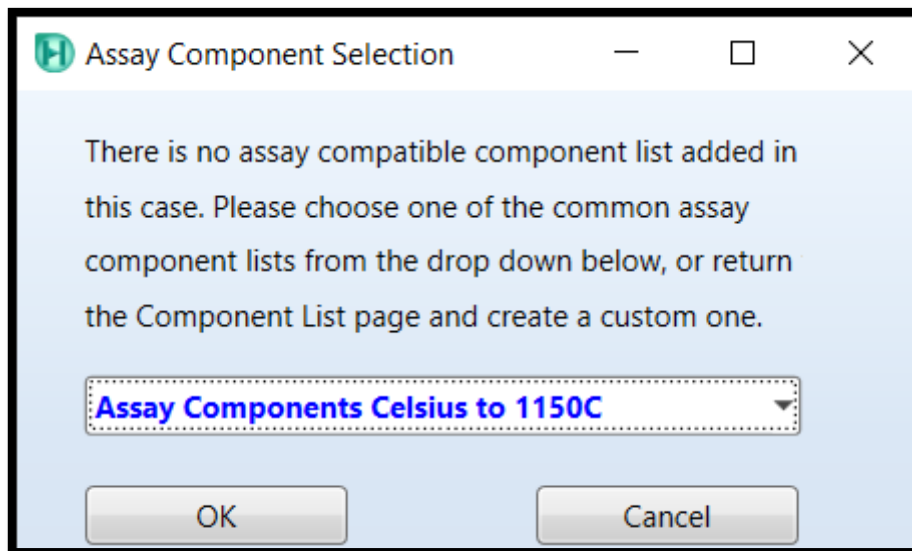 Assay Component Selection
There is no assay compatible component list added in
this case. Please choose one of the common assay
component lists from the drop down below, or return
the Component List page and create a custom one.
Assay Components Celsius to 1150C
OK Cancel